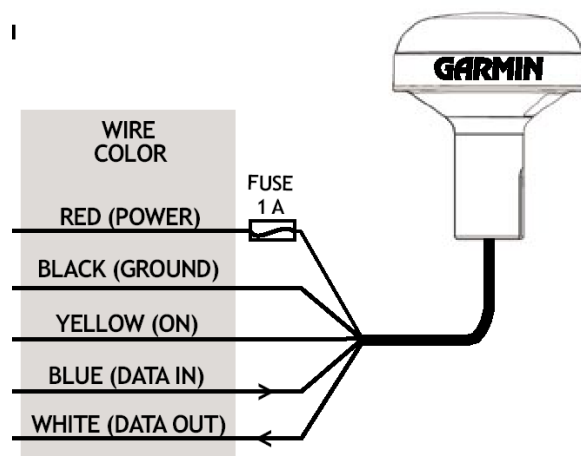 GARMIN
WIRE
COLOR
FUSE
1 A
RED (POWER)
BLACK (GROUND)
YELLOW (ON)
BLUE (DATA IN)
WHITE (DATA OUT)